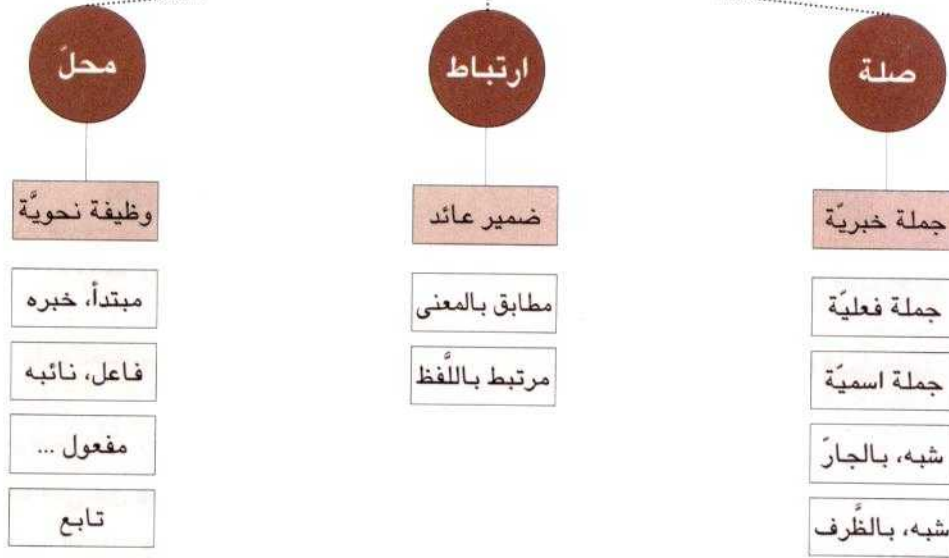 صلة
ارتباط
محلّ
جملة خبريّة
ضمير عائد
وظيفة نحويَّة
جملة فعليّة
مطابق بالمعنى
مبتدأ، خبره
جملة اسميّة
مرتبط باللَّفظ
فاعل، نائبه
شبه، بالجارّ
مفعول ...
شبه، بالظَّرف
تابع